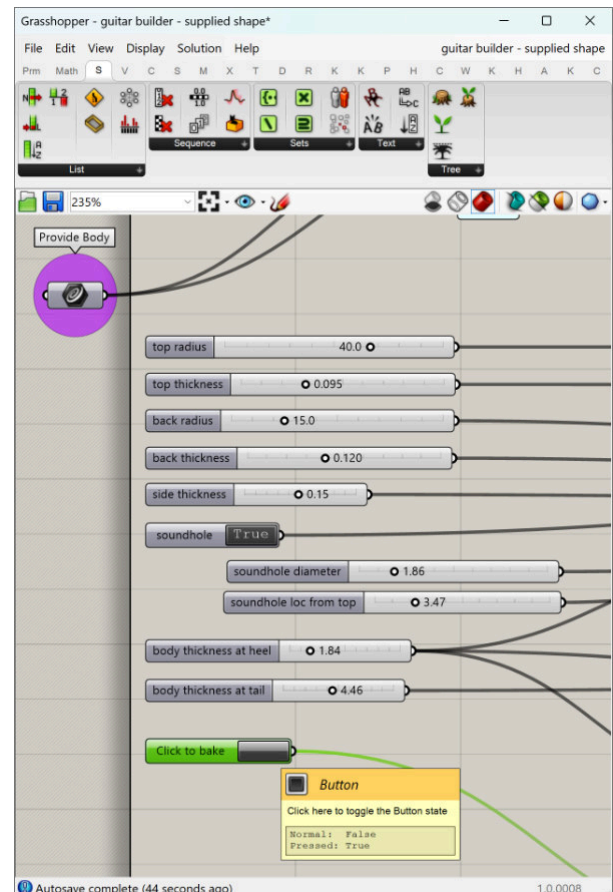 Grasshopper - guitar builder - supplied shape*
File Edit View Display Solution Help guitar builder - supplied shape
Prm Math S V C S M X T D R K K P H C W K H A K C
List Sequence Sets Text Tree
235%
Provide Body
top radius 40.0
top thickness 0.095
back radius 15.0
back thickness 0.120
side thickness 0.15
soundhole True
soundhole diameter 1.86
soundhole loc from top 3.47
body thickness at heel 1.84
body thickness at tail 4.46
Click to bake
Button
Click here to toggle the Button state
Normal: False
Pressed: True
Autosave complete (44 seconds ago) 1.0.0008